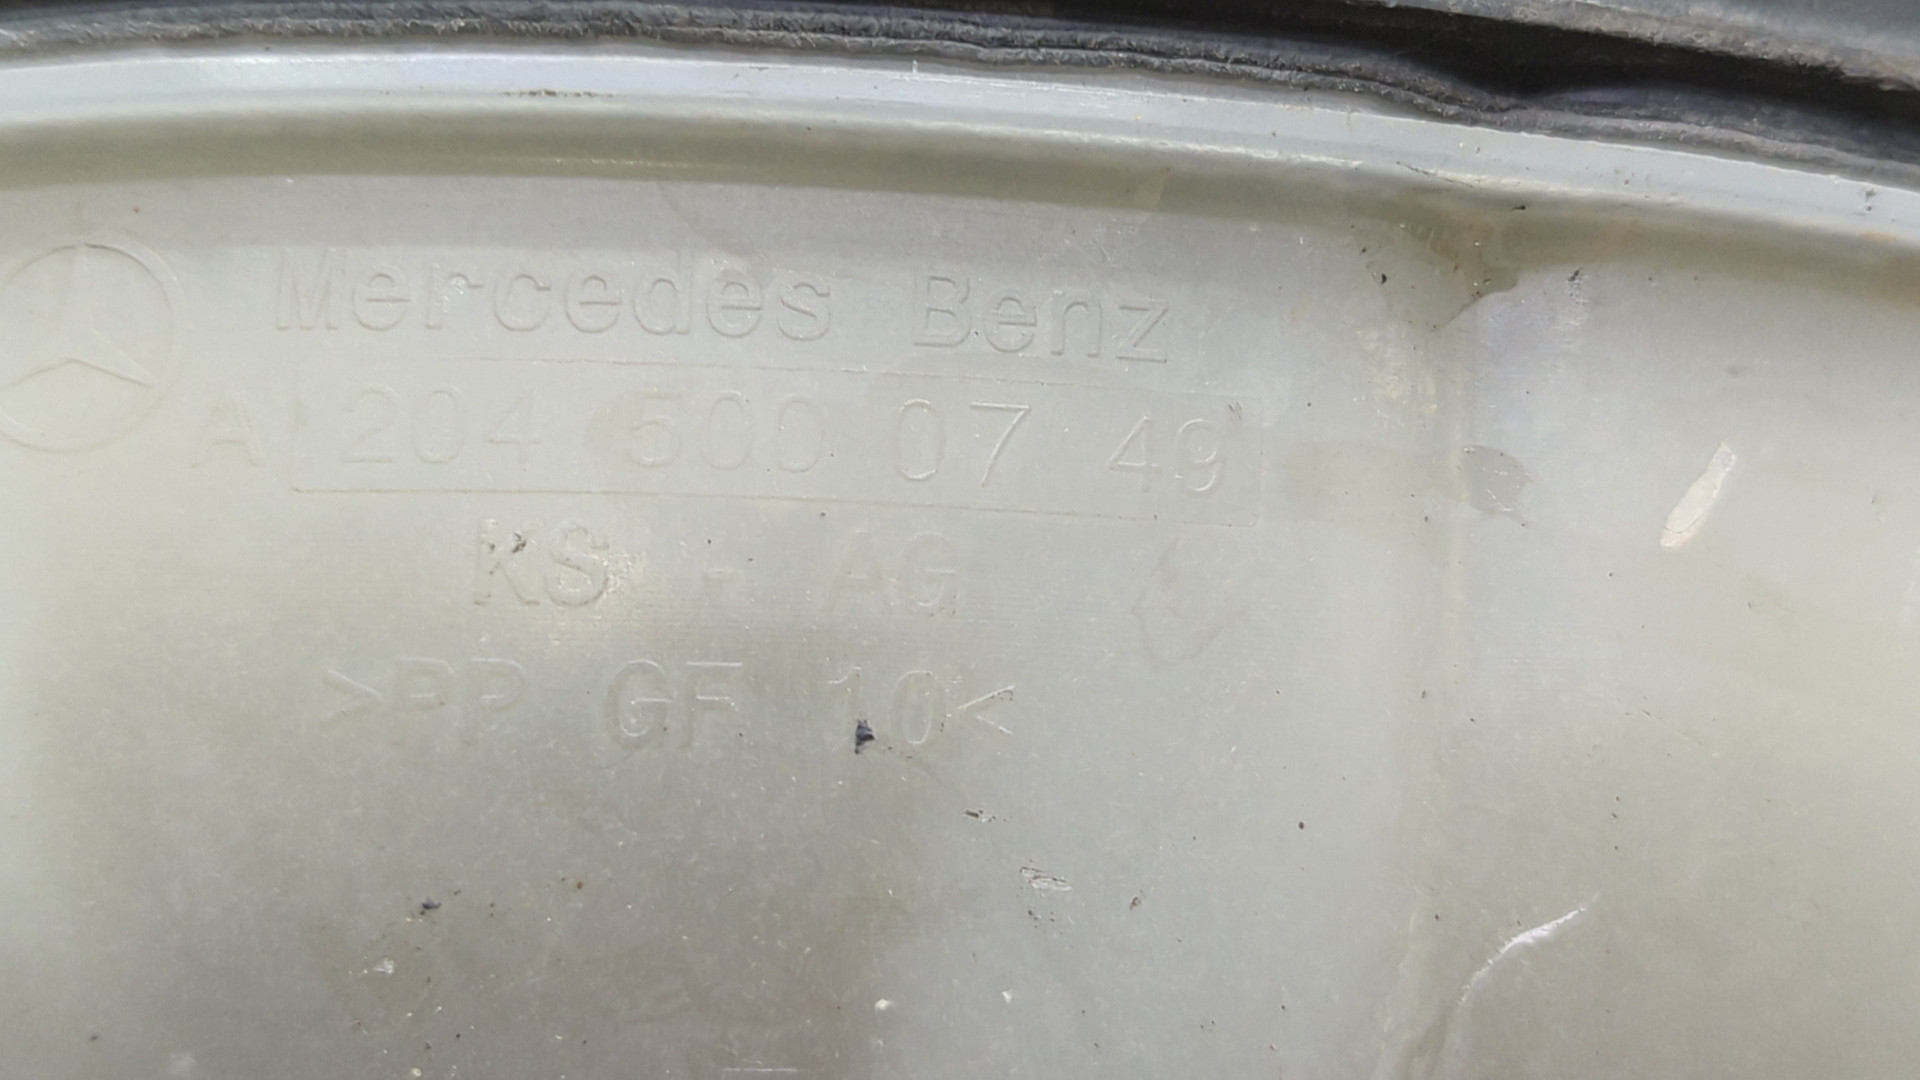 Mercedes Benz
A 204 500 07 49
KS - AG
>PP GF 10<